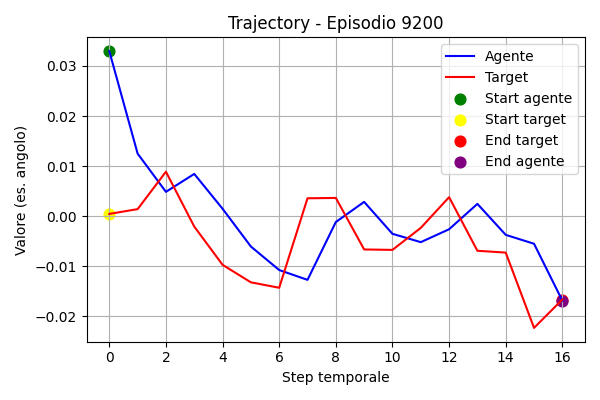 Trajectory - Episodio 9200
Agente
Target
Start agente
Start target
End target
End agente
Valore (es. angolo)
0.03
0.02
0.01
0.00
−0.01
−0.02
0 2 4 6 8 10 12 14 16
Step temporale